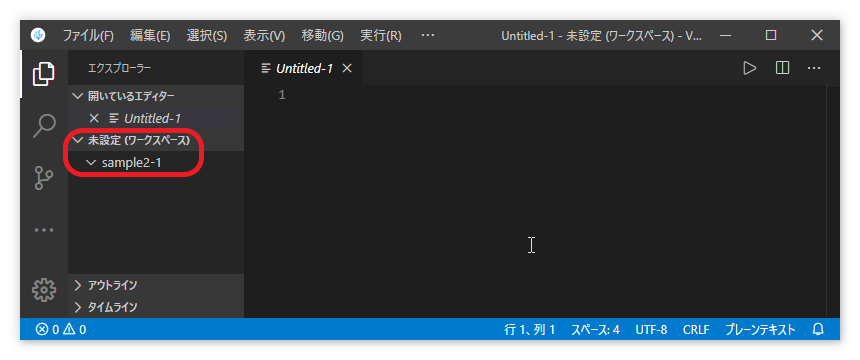 ファイル(F) 編集(E) 選択(S) 表示(V) 移動(G) 実行(R) ··· Untitled-1 - 未設定 (ワークスペース) - V...
エクスプローラー
Untitled-1
開いているエディター
Untitled-1
未設定 (ワークスペース)
sample2-1
1
アウトライン
タイムライン
0 0 行 1、列 1 スペース: 4 UTF-8 CRLF プレーンテキスト